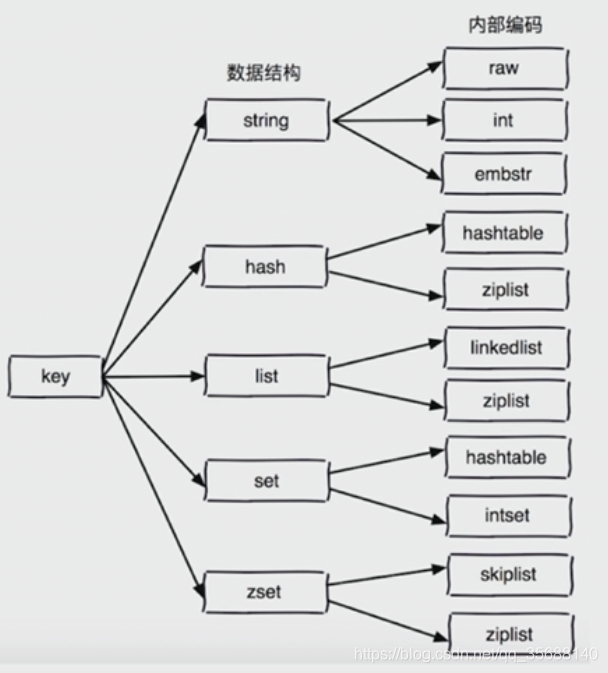 内部编码
数据结构
key
string
raw
int
embstr
hash
hashtable
ziplist
list
linkedlist
ziplist
set
hashtable
intset
zset
skiplist
ziplist
https://blog.csdn.net/qq_35688140